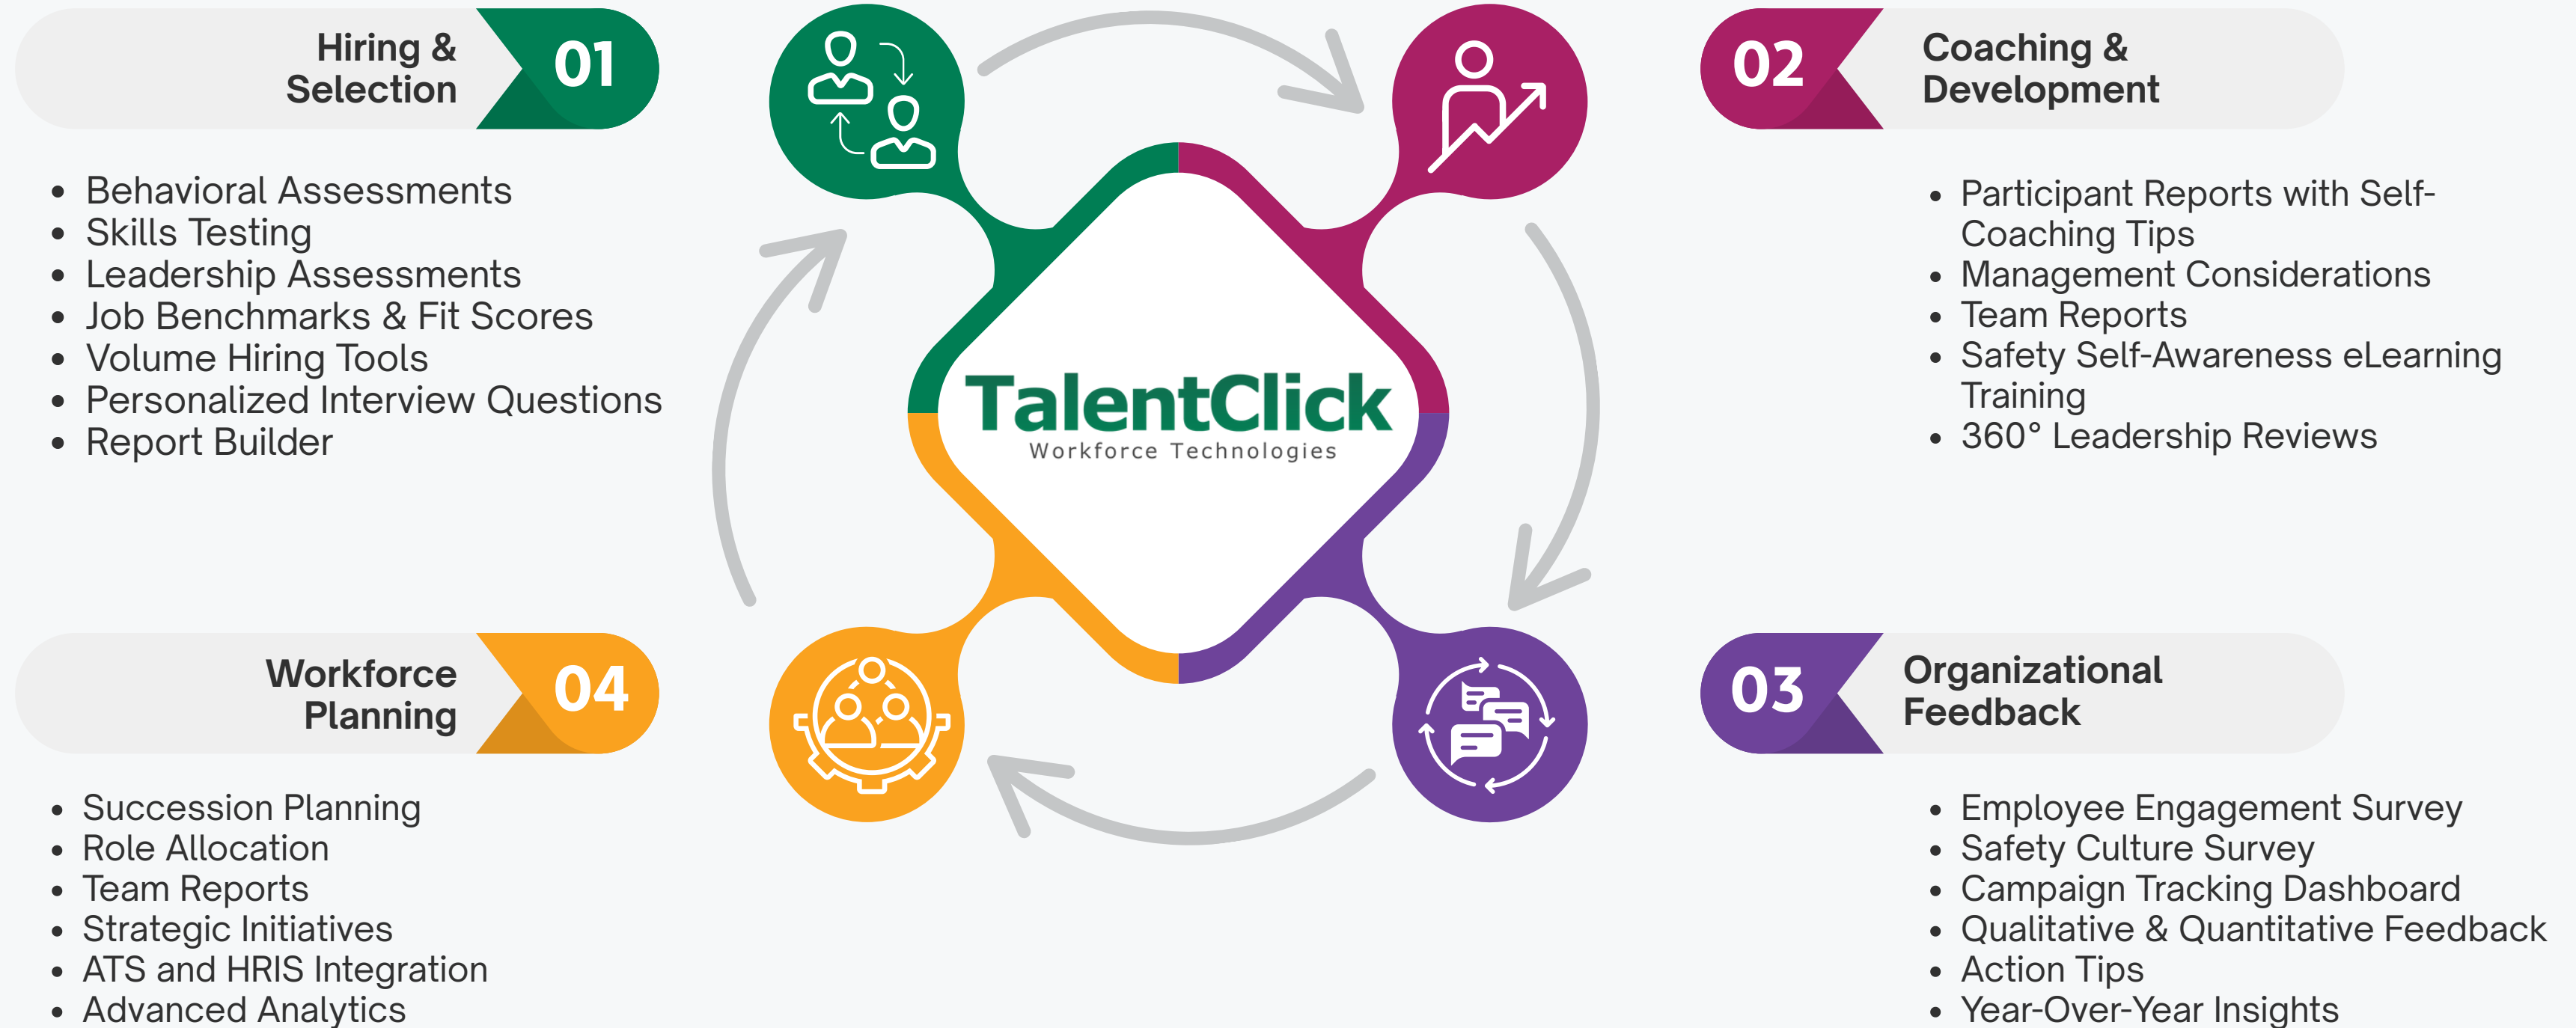 Hiring &
Selection
01
• Behavioral Assessments
• Skills Testing
• Leadership Assessments
• Job Benchmarks & Fit Scores
• Volume Hiring Tools
• Personalized Interview Questions
• Report Builder
02
Coaching &
Development
• Participant Reports with Self-
Coaching Tips
• Management Considerations
• Team Reports
• Safety Self-Awareness eLearning
Training
• 360° Leadership Reviews
TalentClick
Workforce Technologies
03
Organizational
Feedback
• Employee Engagement Survey
• Safety Culture Survey
• Campaign Tracking Dashboard
• Qualitative & Quantitative Feedback
• Action Tips
• Year-Over-Year Insights
Workforce
Planning
04
• Succession Planning
• Role Allocation
• Team Reports
• Strategic Initiatives
• ATS and HRIS Integration
• Advanced Analytics